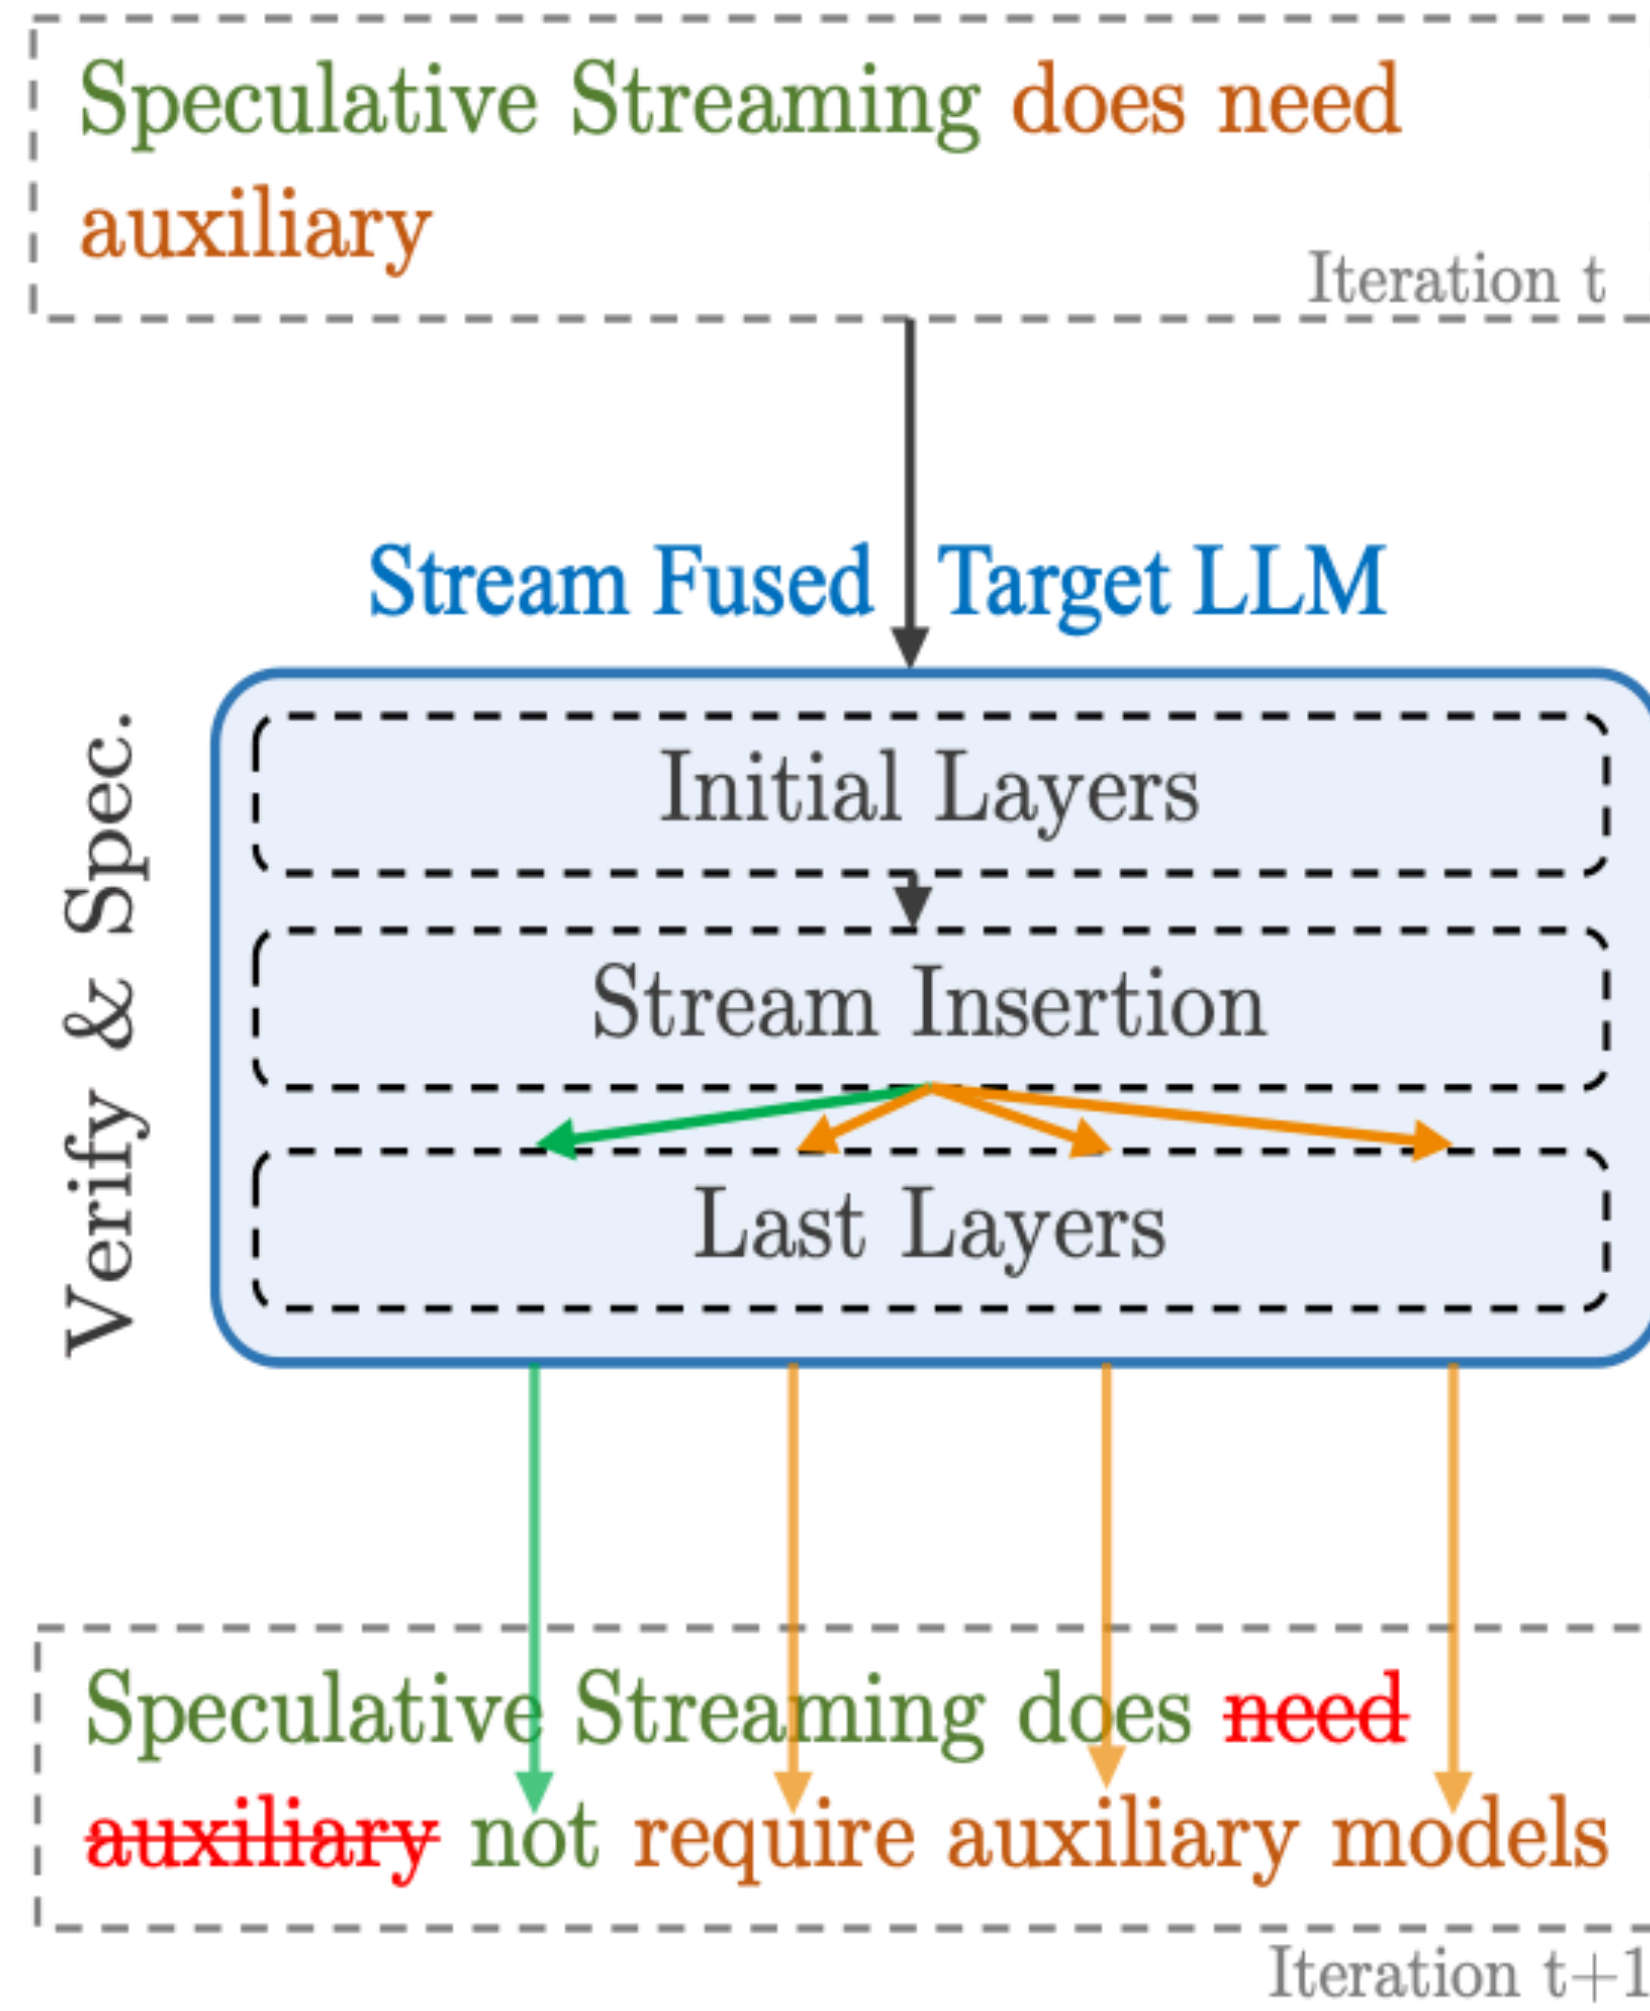 Speculative Streaming does need
auxiliary
Iteration t
Stream Fused Target LLM
Verify & Spec.
Initial Layers
Stream Insertion
Last Layers
Speculative Streaming does need
auxiliary not require auxiliary models
Iteration t+1